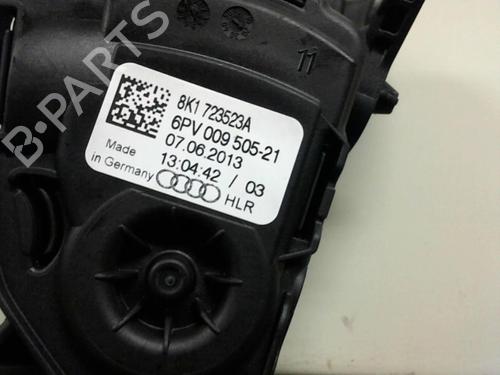 B-PARTS
11
8K1 723523A
6PV 009 505-21
07.06.2013
Made
in Germany
13:04:42 / 03
HLR